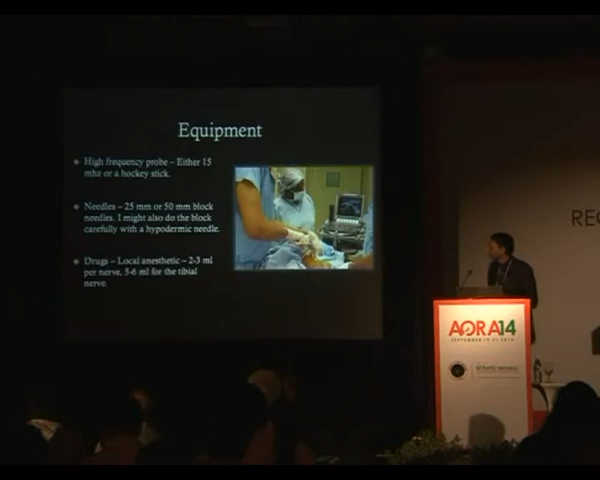 Equipment
High frequency probe – Either 15
mhz or a hockey stick.
Needles – 25 mm or 50 mm block
needles. I might also do the block
carefully with a hypodermic needle.
Drugs – Local anesthetic – 2-3 ml
per nerve, 5-6 ml for the tibial
nerve.
AORA14